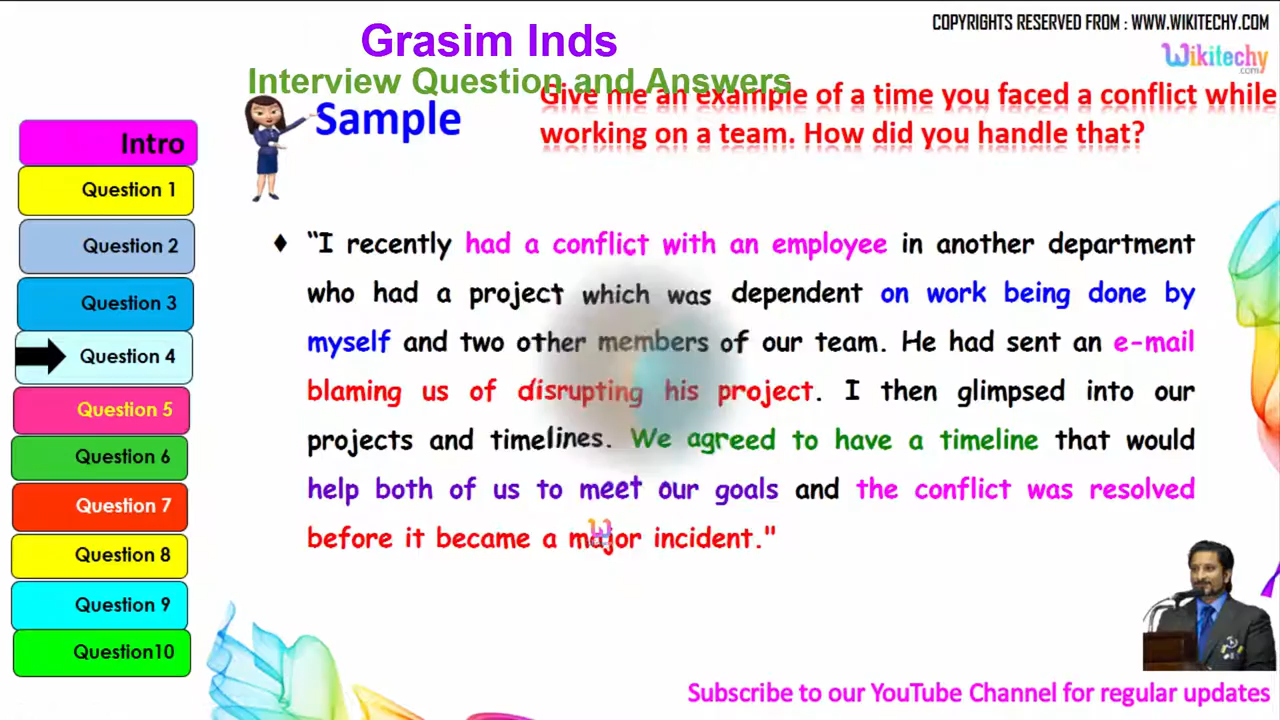 COPYRIGHTS RESERVED FROM : WWW.WIKITECHY.COM
Grasim Inds
Wikitechy
.com
Interview Question and Answers
Give me an example of a time you faced a conflict while
working on a team. How did you handle that?
Sample
Intro
Question 1
Question 2
Question 3
Question 4
Question 5
Question 6
Question 7
Question 8
Question 9
Question10
♦ "I recently had a conflict with an employee in another department
who had a project which was dependent on work being done by
myself and two other members of our team. He had sent an e-mail
blaming us of disrupting his project. I then glimpsed into our
projects and timelines. We agreed to have a timeline that would
help both of us to meet our goals and the conflict was resolved
before it became a major incident."
Subscribe to our YouTube Channel for regular updates